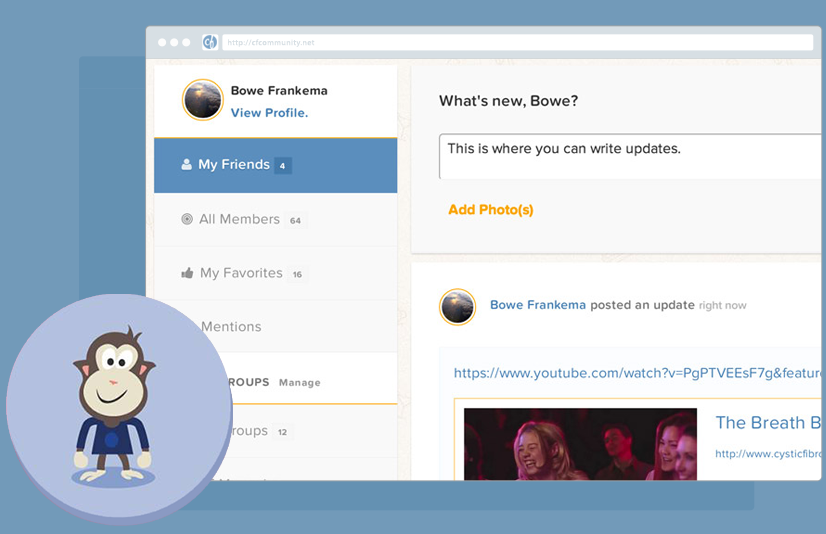 http://cfcommunity.net
Bowe Frankema
View Profile.
My Friends 4
All Members 64
My Favorites 16
Mentions
ROUPS Manage
roups 12
What's new, Bowe?
This is where you can write updates.
Add Photo(s)
Bowe Frankema posted an update right now
https://www.youtube.com/watch?v=PgPTVEEsF7g&featur
The Breath B
http://www.cysticfibro